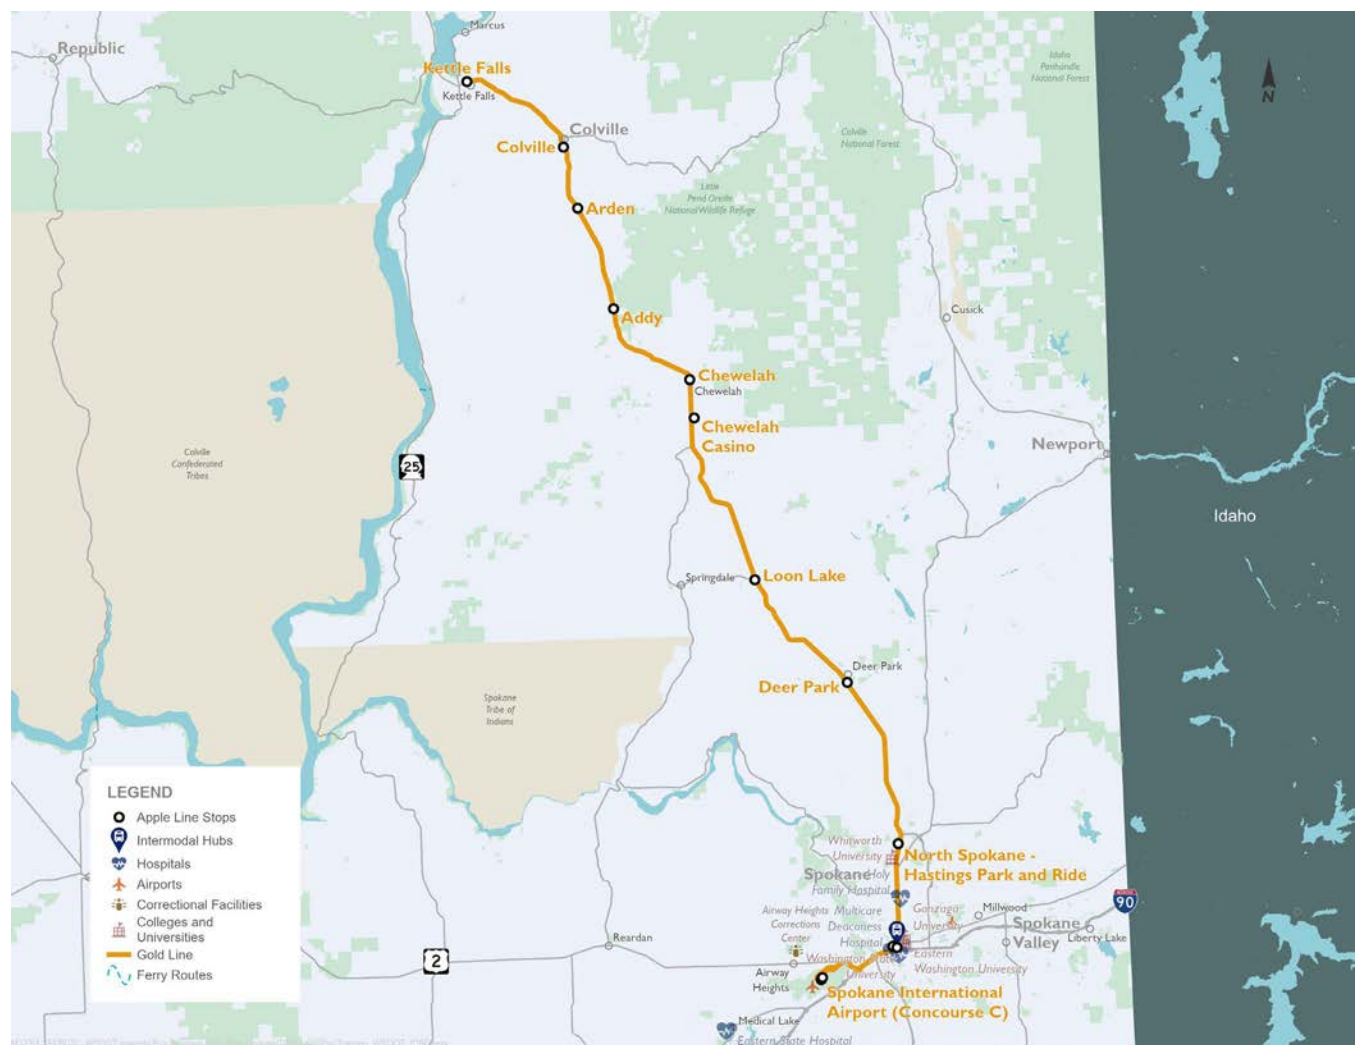 Marcus
Republic
Kettle Falls
Kettle Falls
Idaho
Panhandle
National Forest
N
Colville
Colville
Colville
National Forest
Arden
Little
Pend Oreille
National Wildlife Refuge
Addy
Cusick
Chewelah
Chewelah
Chewelah
Casino
Newport
Colville
Confederated
Tribes
25
Idaho
Loon Lake
Springdale
Deer Park
Deer Park
Spokane
Tribe of
Indians
LEGEND
Apple Line Stops
Intermodal Hubs
Hospitals
Airports
Correctional Facilities
Colleges and
Universities
Gold Line
Ferry Routes
Whitworth
University
North Spokane -
Hastings Park and Ride
Spokane
Holy
Family Hospital
90
Airway Heights
Corrections
Center
Multicare
Deaconess
Hospital
Gonzaga
University
Millwood
Spokane
Valley
Liberty Lake
Reardan
2
Washington State
University
Eastern
Washington University
Airway
Heights
Spokane International
Airport (Concourse C)
Medical Lake
Eastern State Hospital